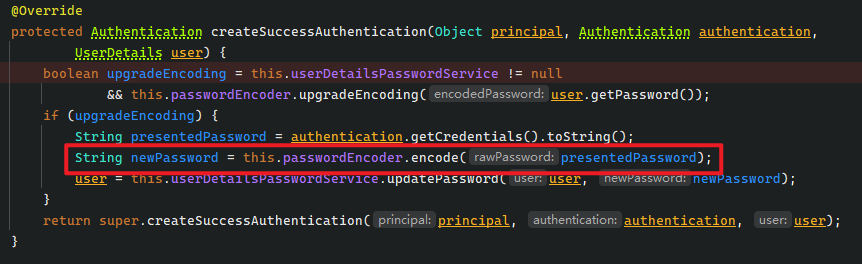 @Override
protected Authentication createSuccessAuthentication(Object principal, Authentication authentication,
UserDetails user) {
boolean upgradeEncoding = this.userDetailsPasswordService != null
&& this.passwordEncoder.upgradeEncoding( encodedPassword: user.getPassword());
if (upgradeEncoding) {
String presentedPassword = authentication.getCredentials().toString();
String newPassword = this.passwordEncoder.encode( rawPassword: presentedPassword);
user = this.userDetailsPasswordService.updatePassword( user: user, newPassword: newPassword);
}
return super.createSuccessAuthentication( principal: principal, authentication: authentication, user: user);
}